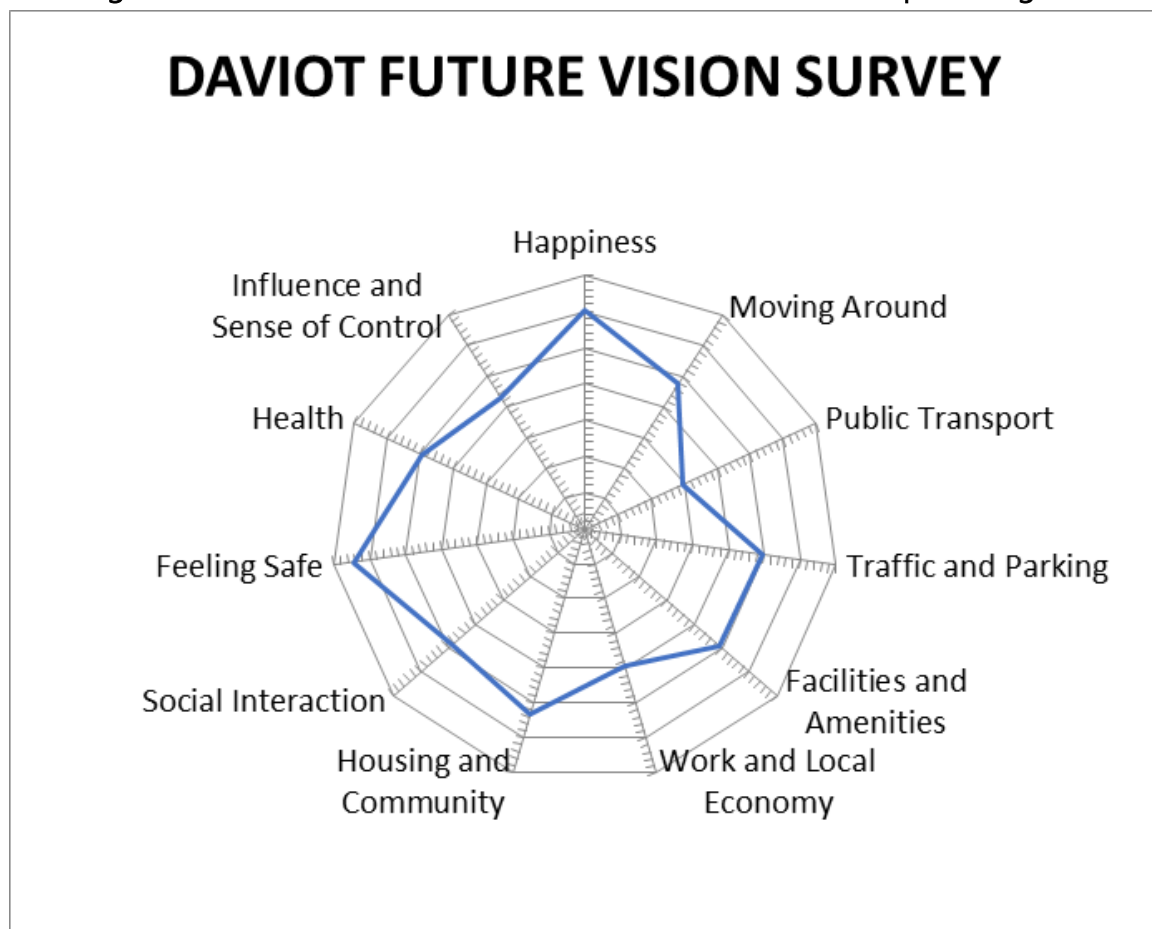 DAVIOT FUTURE VISION SURVEY
Happiness
Moving Around
Public Transport
Traffic and Parking
Facilities and
Amenities
Work and Local
Economy
Housing and
Community
Social Interaction
Feeling Safe
Health
Influence and
Sense of Control